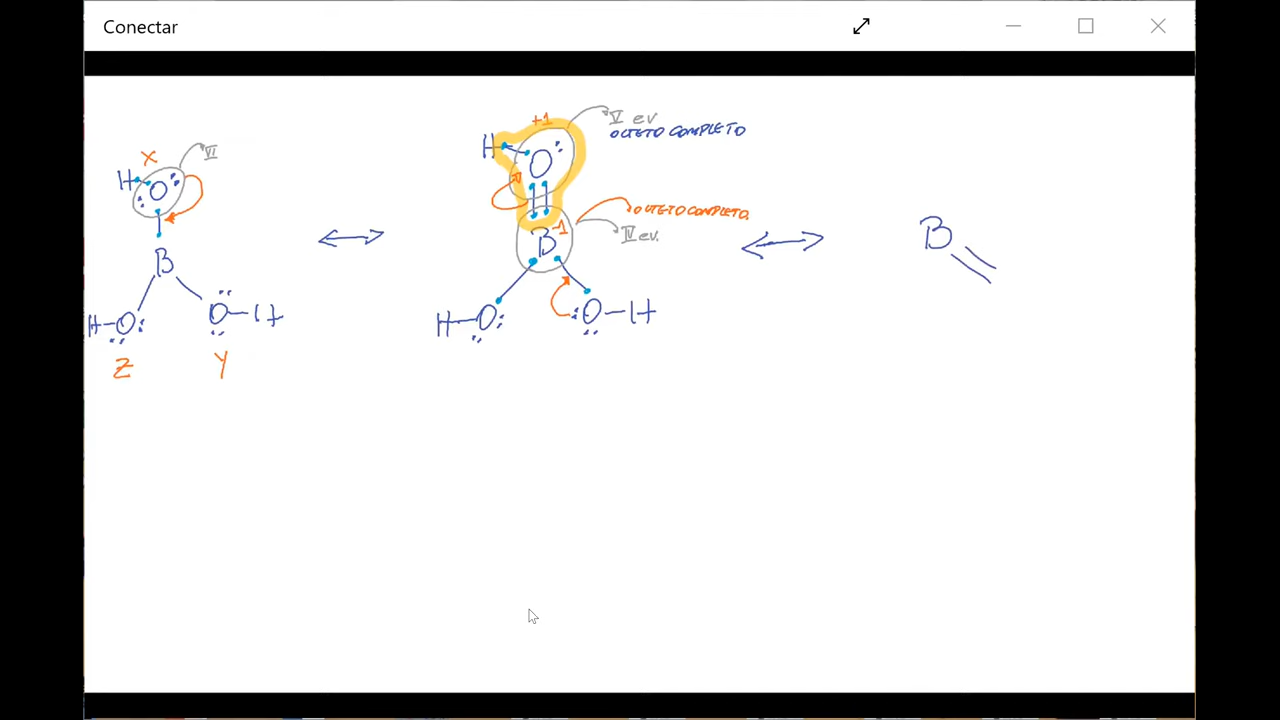 Conectar
+1
V ev
OCTETO COMPLETO
H
O
X
VI
H
O
-1
OCTETO COMPLETO.
IV ev.
B
B
B
H-O
O-H
H-O
O-H
Z
Y